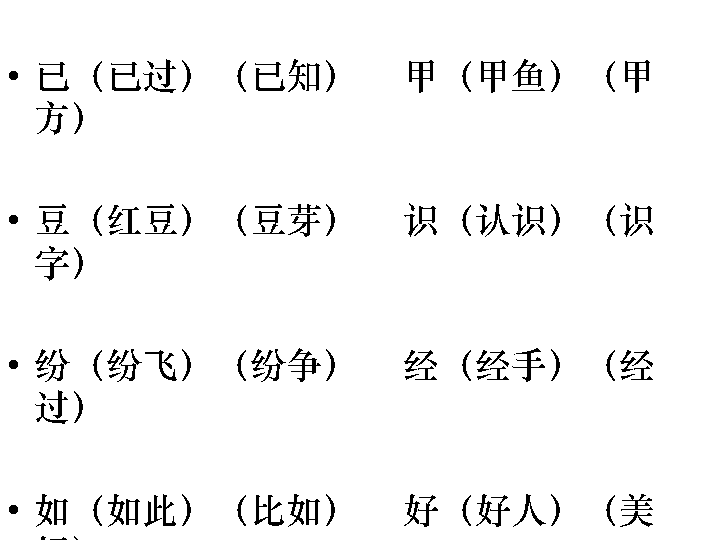 • 已（已过）（已知） 甲（甲鱼）（甲
方）
• 豆（红豆）（豆芽） 识（认识）（识
字）
• 纷（纷飞）（纷争） 经（经手）（经
过）
• 如（如此）（比如） 好（好人）（美